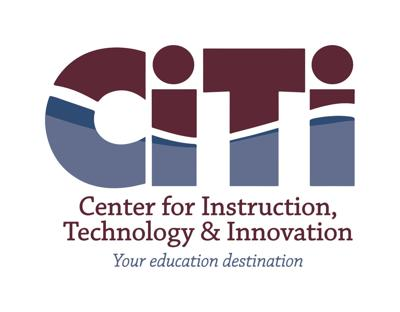 CiTi
Center for Instruction,
Technology & Innovation
Your education destination